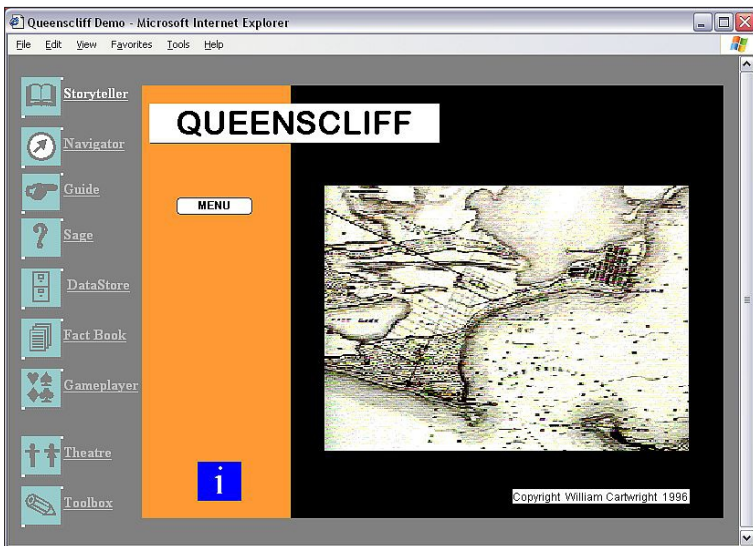 Queenscliff Demo - Microsoft Internet Explorer
File Edit View Favorites Tools Help
Storyteller
Navigator
Guide
Sage
DataStore
Fact Book
Gameplayer
Theatre
Toolbox
QUEENSCLIFF
MENU
i
Copyright William Cartwright 1996